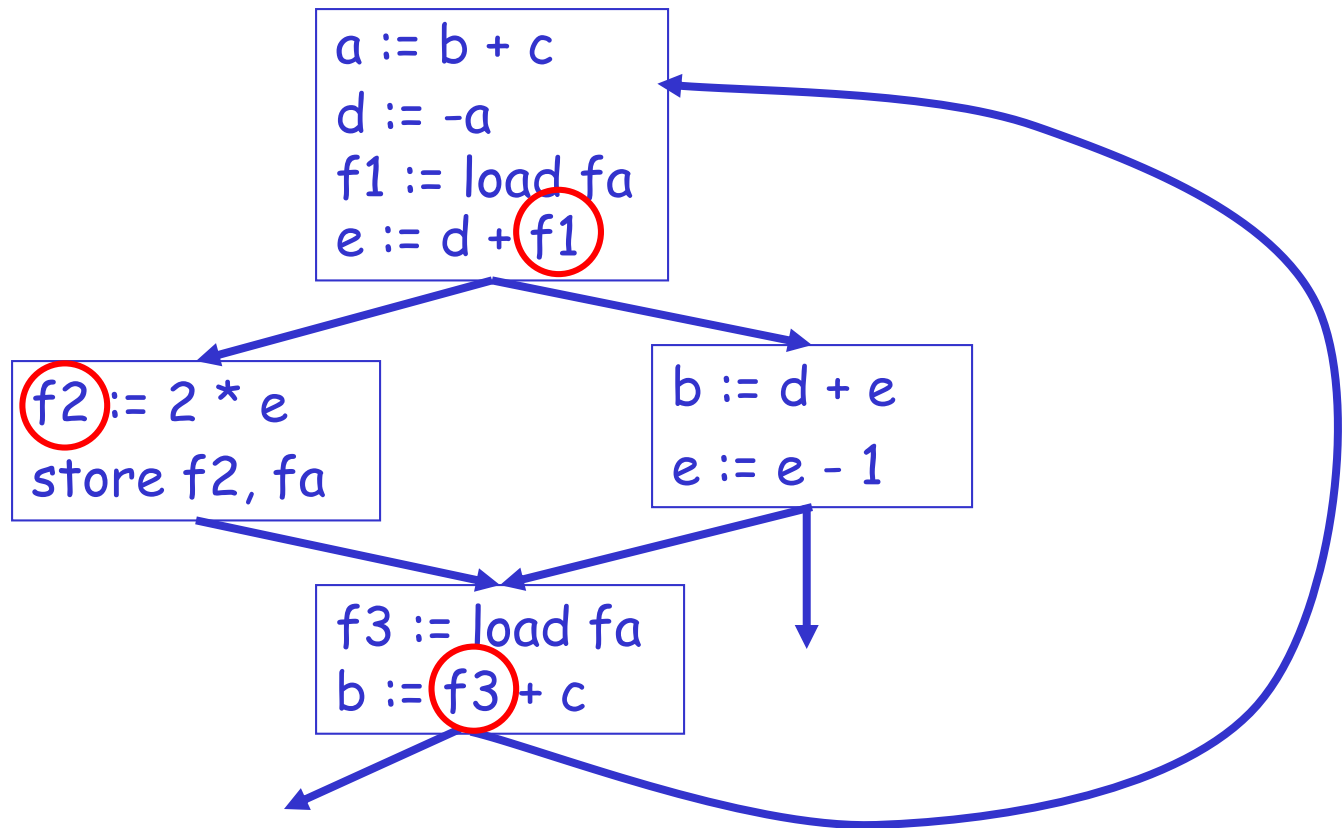 a := b + c
d := -a
f1 := load fa
e := d + f1
f2 := 2 * e
store f2, fa
b := d + e
e := e - 1
f3 := load fa
b := f3 + c